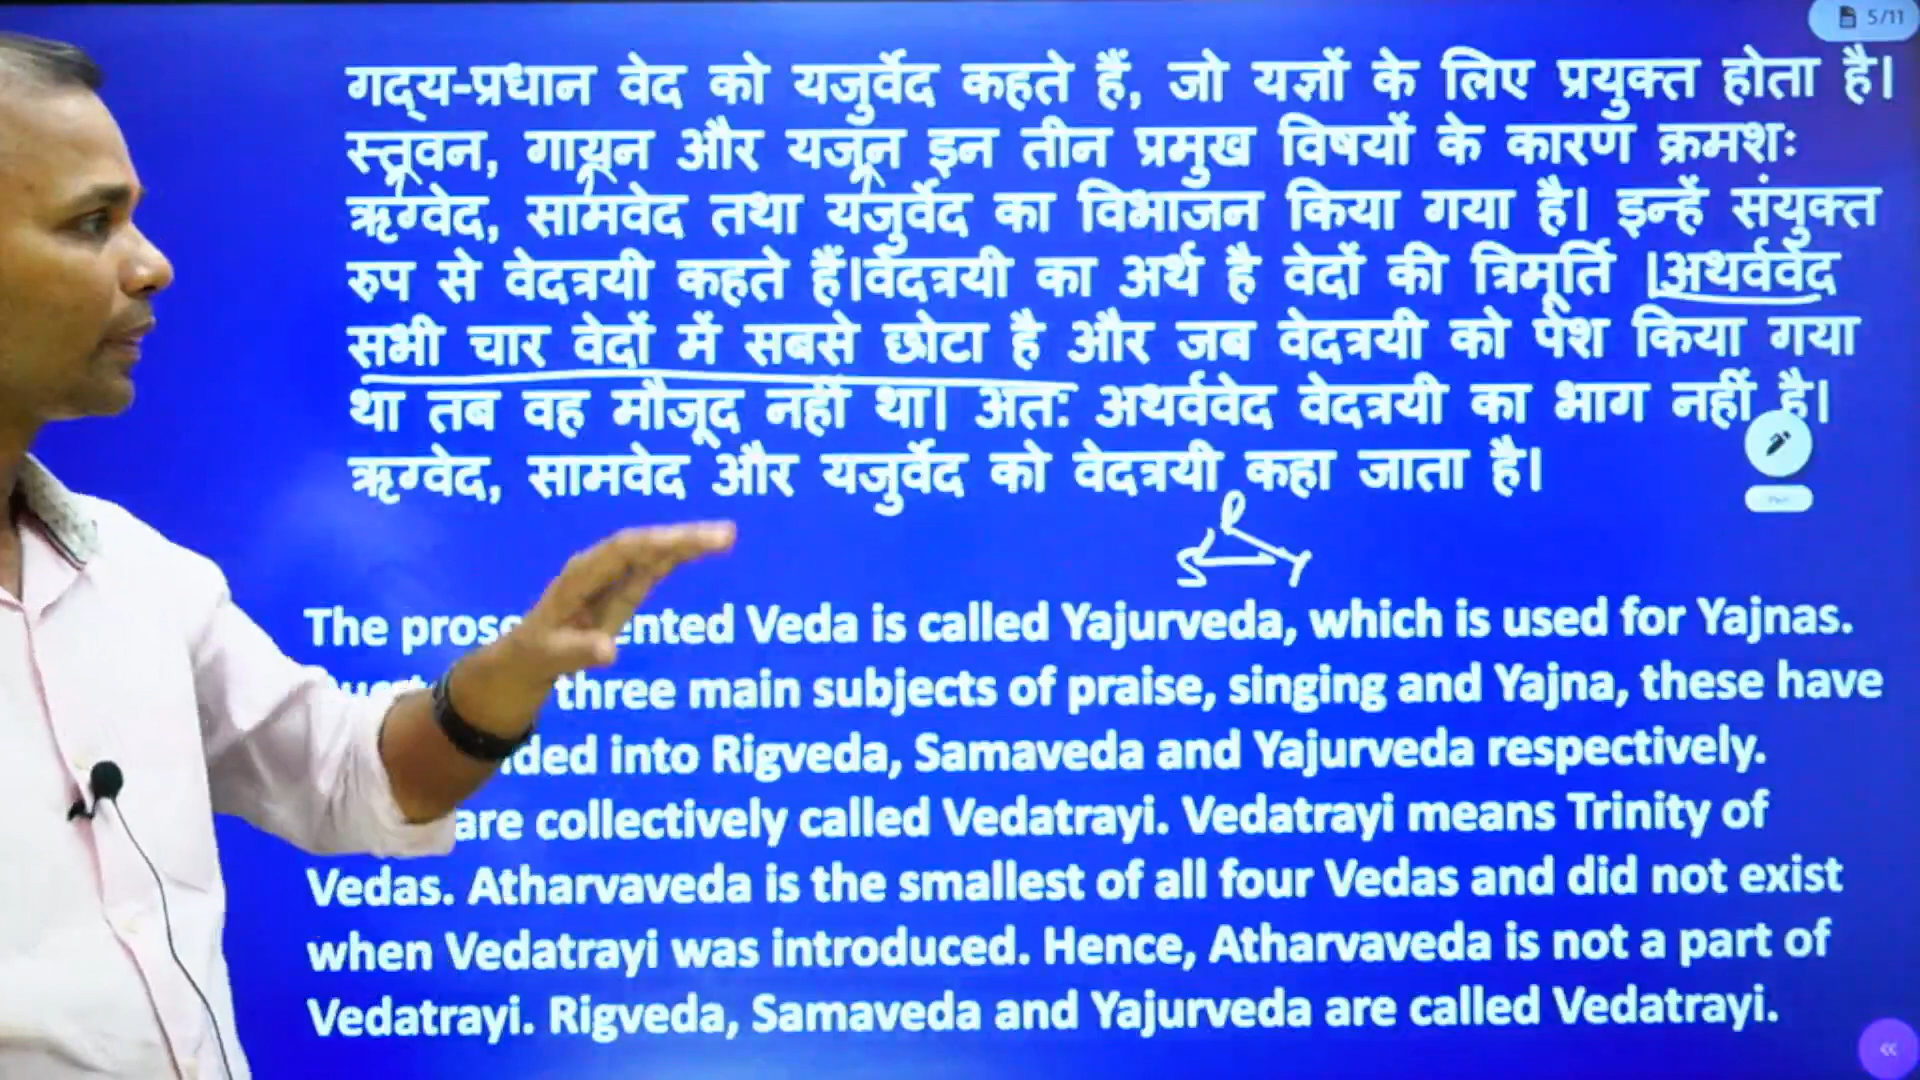 5/11
गद्य-प्रधान वेद को यजुर्वेद कहते हैं, जो यज्ञों के लिए प्रयुक्त होता है।
स्तवन, गायन और यजन इन तीन प्रमुख विषयों के कारण क्रमशः
ऋग्वेद, सामवेद तथा यजुर्वेद का विभाजन किया गया है। इन्हें संयुक्त
रुप से वेदत्रयी कहते हैं।वेदत्रयी का अर्थ है वेदों की त्रिमूर्ति ।अथर्ववेद
सभी चार वेदों में सबसे छोटा है और जब वेदत्रयी को पेश किया गया
था तब वह मौजूद नहीं था। अतः अथर्ववेद वेदत्रयी का भाग नहीं है।
ऋग्वेद, सामवेद और यजुर्वेद को वेदत्रयी कहा जाता है।
R
S Y
The ented Veda is called Yajurveda, which is used for Yajnas.
three main subjects of praise, singing and Yajna, these have
ded into Rigveda, Samaveda and Yajurveda respectively.
are collectively called Vedatrayi. Vedatrayi means Trinity of
Vedas. Atharvaveda is the smallest of all four Vedas and did not exist
when Vedatrayi was introduced. Hence, Atharvaveda is not a part of
Vedatrayi. Rigveda, Samaveda and Yajurveda are called Vedatrayi.